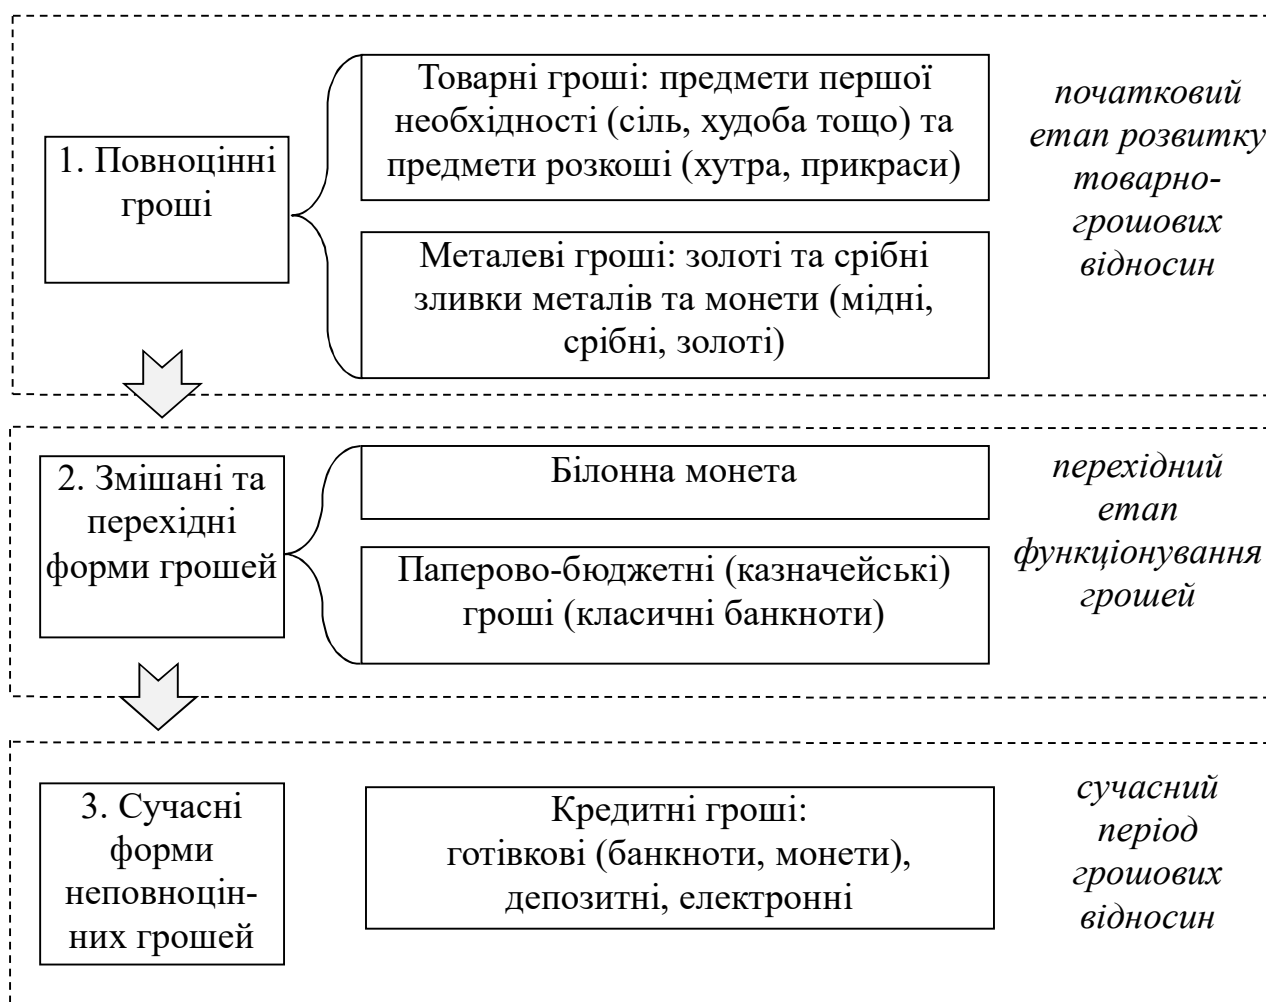 1. Повноцінні
гроші
Товарні гроші: предмети першої
необхідності (сіль, худоба тощо) та
предмети розкоші (хутра, прикраси)
Металеві гроші: золоті та срібні
зливки металів та монети (мідні,
срібні, золоті)
початковий
етап розвитку
товарно-
грошових
відносин
2. Змішані та
перехідні
форми грошей
Білонна монета
Паперово-бюджетні (казначейські)
гроші (класичні банкноти)
перехідний
етап
функціонування
грошей
3. Сучасні
форми
неповноцін-
них грошей
Кредитні гроші:
готівкові (банкноти, монети),
депозитні, електронні
сучасний
період
грошових
відносин